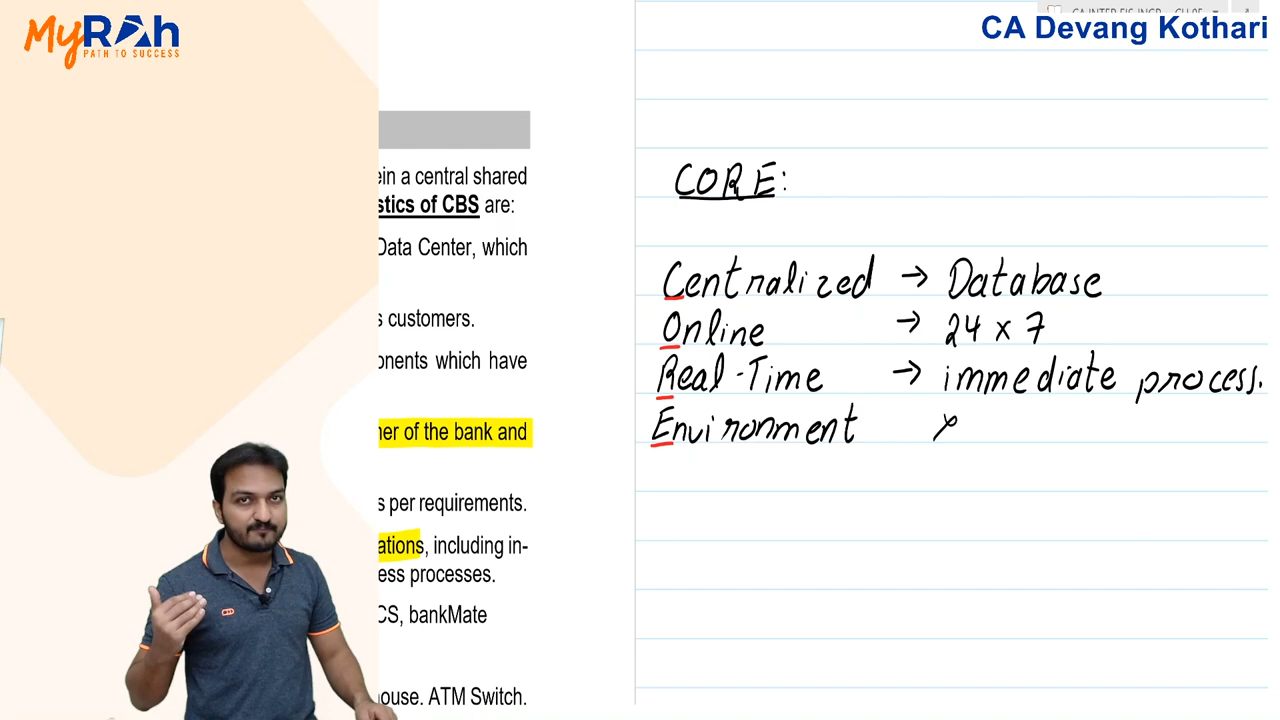 MyRAh
PATH TO SUCCESS
CA Devang Kothari
ein a central shared
stics of CBS are:
Data Center, which
s customers.
onents which have
ner of the bank and
s per requirements.
ations, including in-
ess processes.
CS, bankMate
ouse. ATM Switch.
CORE:
Centralized → Database
Online → 24 x 7
Real-Time → immediate process.
Environment x